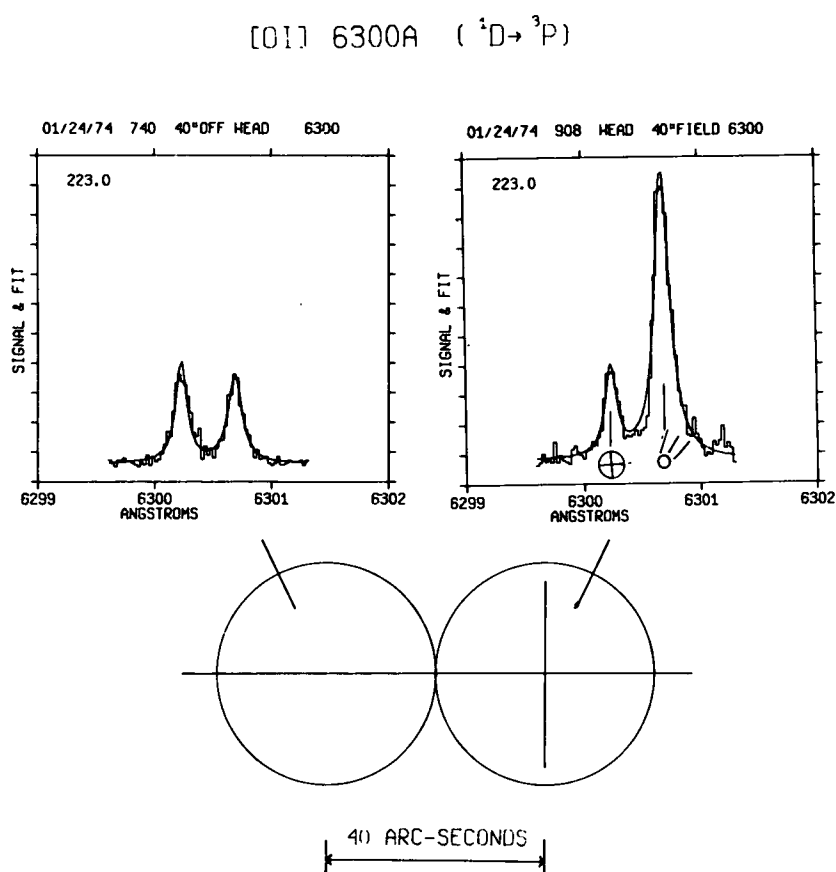 [OI] 6300A (¹D→ ³P)
01/24/74 740 40"OFF HEAD 6300
223.0
SIGNAL & FIT
6299 6300 6301 6302
ANGSTROMS
01/24/74 908 HEAD 40"FIELD 6300
223.0
SIGNAL & FIT
6299 6300 6301 6302
ANGSTROMS
40 ARC-SECONDS